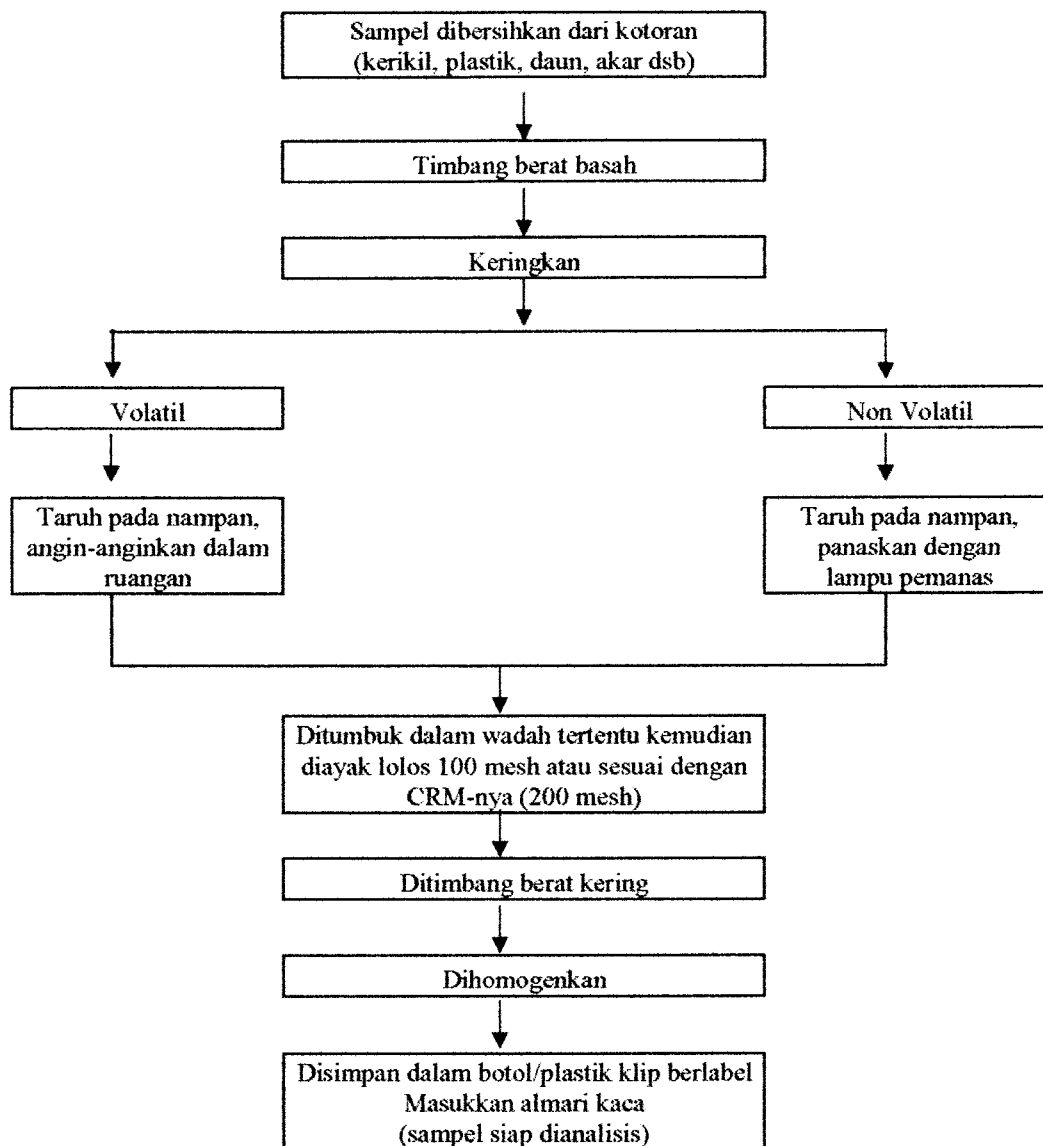 Sampel dibersihkan dari kotoran
(kerikil, plastik, daun, akar dsb)
Timbang berat basah
Keringkan
Volatil
Non Volatil
Taruh pada nampan,
angin-anginkan dalam
ruangan
Taruh pada nampan,
panaskan dengan
lampu pemanas
Ditumbuk dalam wadah tertentu kemudian
diayak lolos 100 mesh atau sesuai dengan
CRM-nya (200 mesh)
Ditimbang berat kering
Dihomogenkan
Disimpan dalam botol/plastik klip berlabel
Masukkan almari kaca
(sampel siap dianalisis)